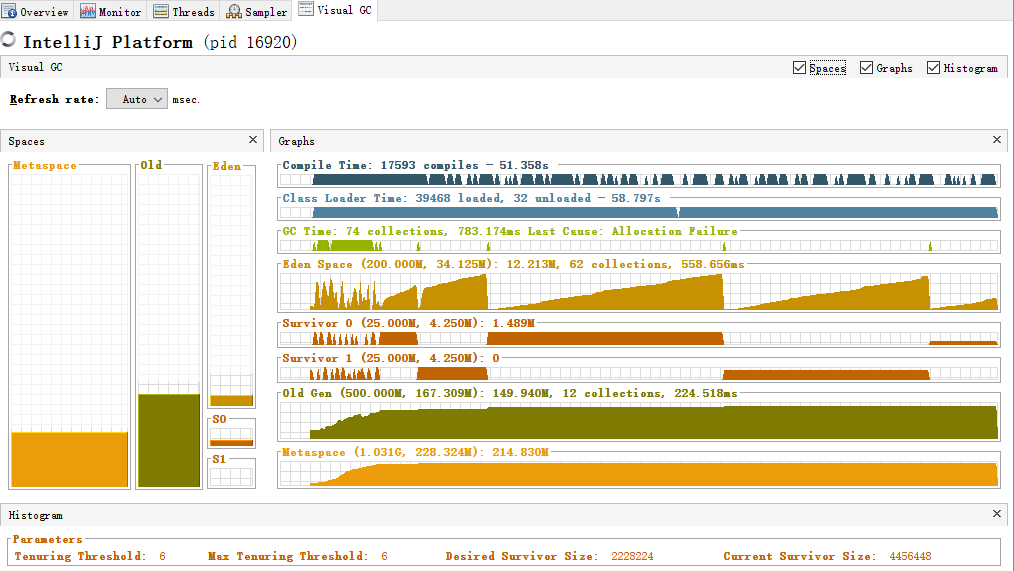 Overview Monitor Threads Sampler Visual GC
IntelliJ Platform (pid 16920)
Visual GC
Spaces Graphs Histogram
Refresh rate: Auto msec.
Spaces
Metaspace
Old
Eden
S0
S1
Graphs
Compile Time: 17593 compiles - 51.358s
Class Loader Time: 39468 loaded, 32 unloaded - 58.797s
GC Time: 74 collections, 783.174ms Last Cause: Allocation Failure
Eden Space (200.000M, 34.125M): 12.213M, 62 collections, 558.656ms
Survivor 0 (25.000M, 4.250M): 1.489M
Survivor 1 (25.000M, 4.250M): 0
Old Gen (500.000M, 167.309M): 149.940M, 12 collections, 224.518ms
Metaspace (1.031G, 228.324M): 214.830M
Histogram
Parameters
Tenuring Threshold: 6 Max Tenuring Threshold: 6 Desired Survivor Size: 2228224 Current Survivor Size: 4456448